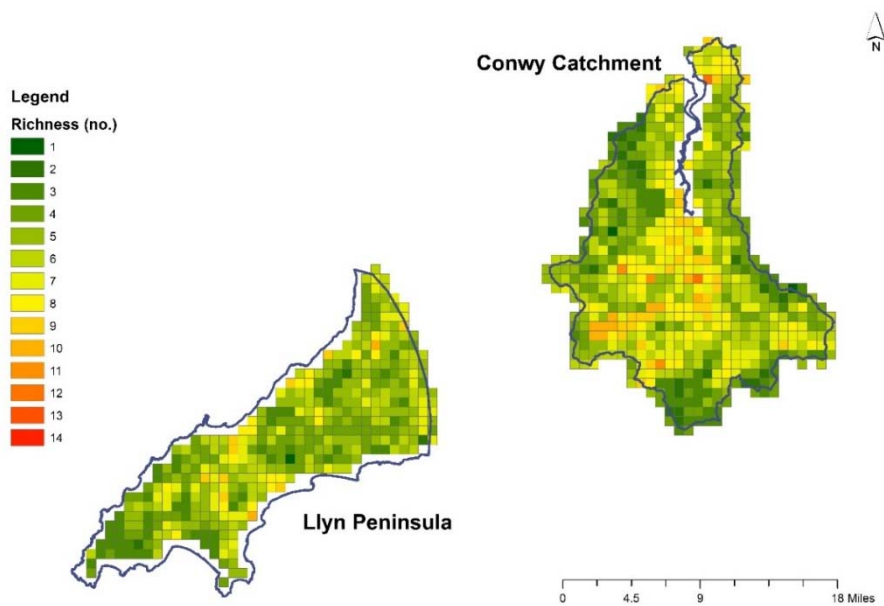 N
Conwy Catchment
Legend
Richness (no.)
1
2
3
4
5
6
7
8
9
10
11
12
13
14
Llyn Peninsula
0 4.5 9 18 Miles